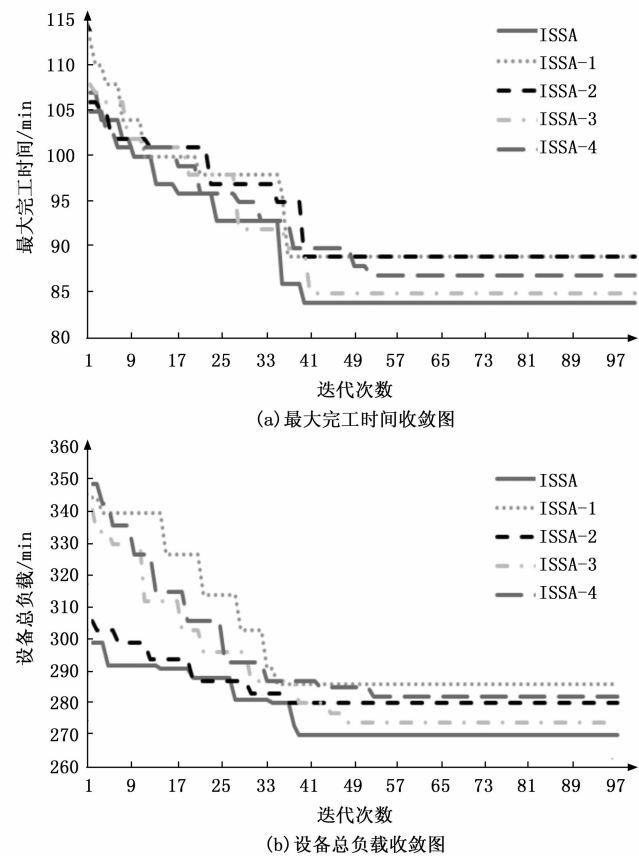 115
110
105
100
95
90
85
80
最大完工时间/min
ISSA
ISSA-1
ISSA-2
ISSA-3
ISSA-4
1 9 17 25 33 41 49 57 65 73 81 89 97
迭代次数
(a)最大完工时间收敛图
360
350
340
330
320
310
300
290
280
270
260
设备总负载/min
ISSA
ISSA-1
ISSA-2
ISSA-3
ISSA-4
1 9 17 25 33 41 49 57 65 73 81 89 97
迭代次数
(b)设备总负载收敛图